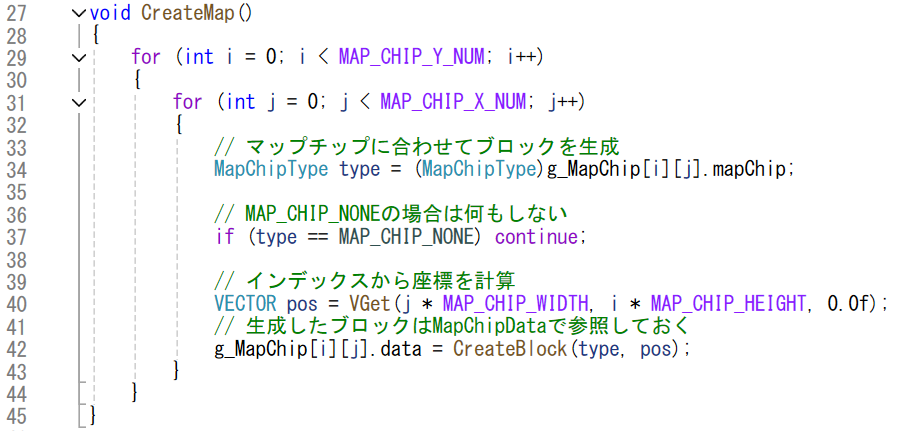 27 void CreateMap()
28 {
29 for (int i = 0; i < MAP_CHIP_Y_NUM; i++)
30 {
31 for (int j = 0; j < MAP_CHIP_X_NUM; j++)
32 {
33 // マップチップに合わせてブロックを生成
34 MapChipType type = (MapChipType)g_MapChip[i][j].mapChip;
35
36 // MAP_CHIP_NONEの場合は何もしない
37 if (type == MAP_CHIP_NONE) continue;
38
39 // インデックスから座標を計算
40 VECTOR pos = VGet(j * MAP_CHIP_WIDTH, i * MAP_CHIP_HEIGHT, 0.0f);
41 // 生成したブロックはMapChipDataで参照しておく
42 g_MapChip[i][j].data = CreateBlock(type, pos);
43 }
44 }
45 }